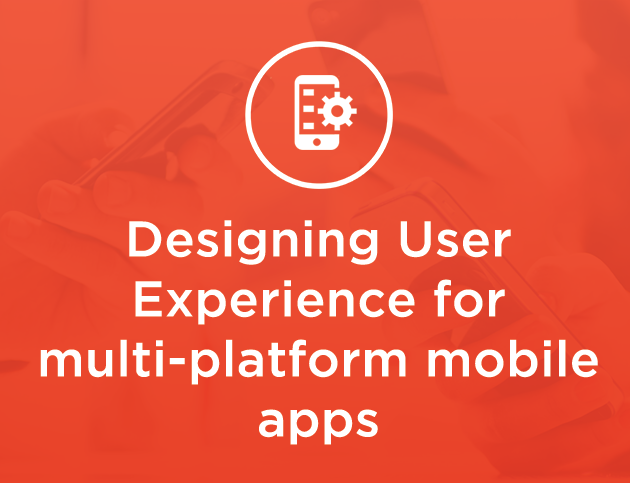 Designing User
Experience for
multi-platform mobile
apps